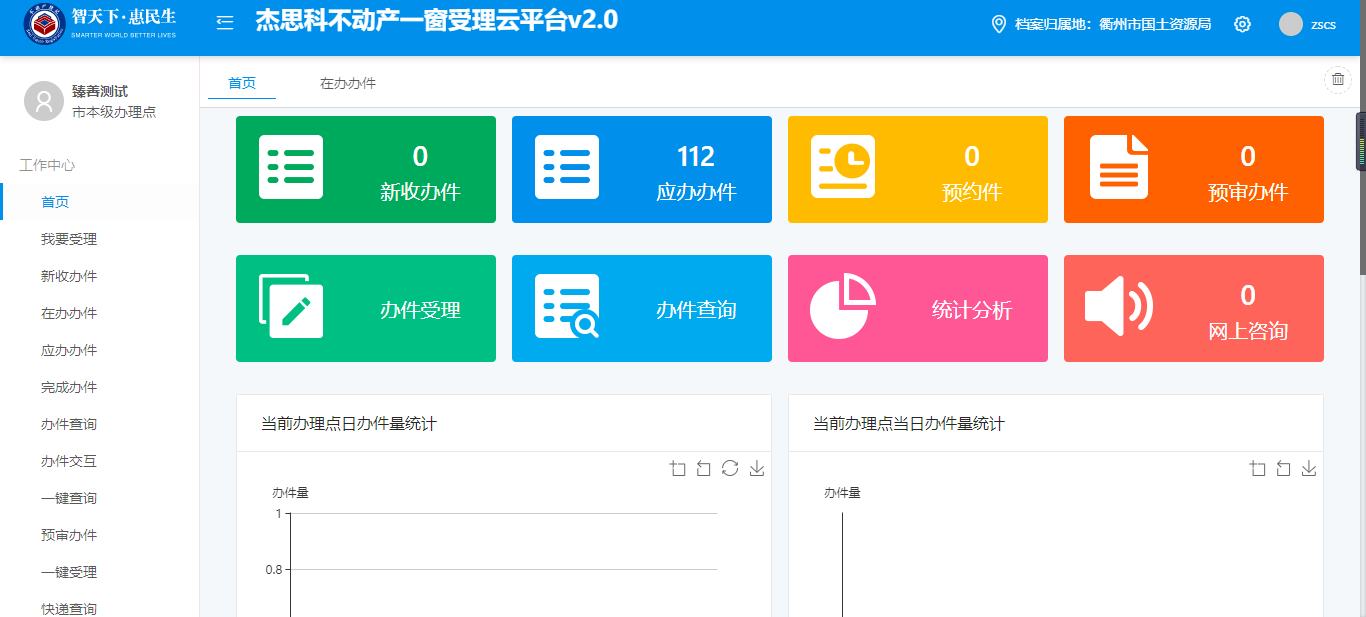 智天下·惠民生
SMARTER WORLD BETTER LIVES
杰思科不动产一窗受理云平台v2.0
档案归属地：衢州市国土资源局
zscs
臻善测试
市本级办理点
首页
在办办件
工作中心
首页
我要受理
新收办件
在办办件
应办办件
完成办件
办件查询
办件交互
一键查询
预审办件
一键受理
快递查询
0
新收办件
112
应办办件
0
预约件
0
预审办件
办件受理
办件查询
统计分析
0
网上咨询
当前办理点日办件量统计
办件量
1
0.8
当前办理点当日办件量统计
办件量